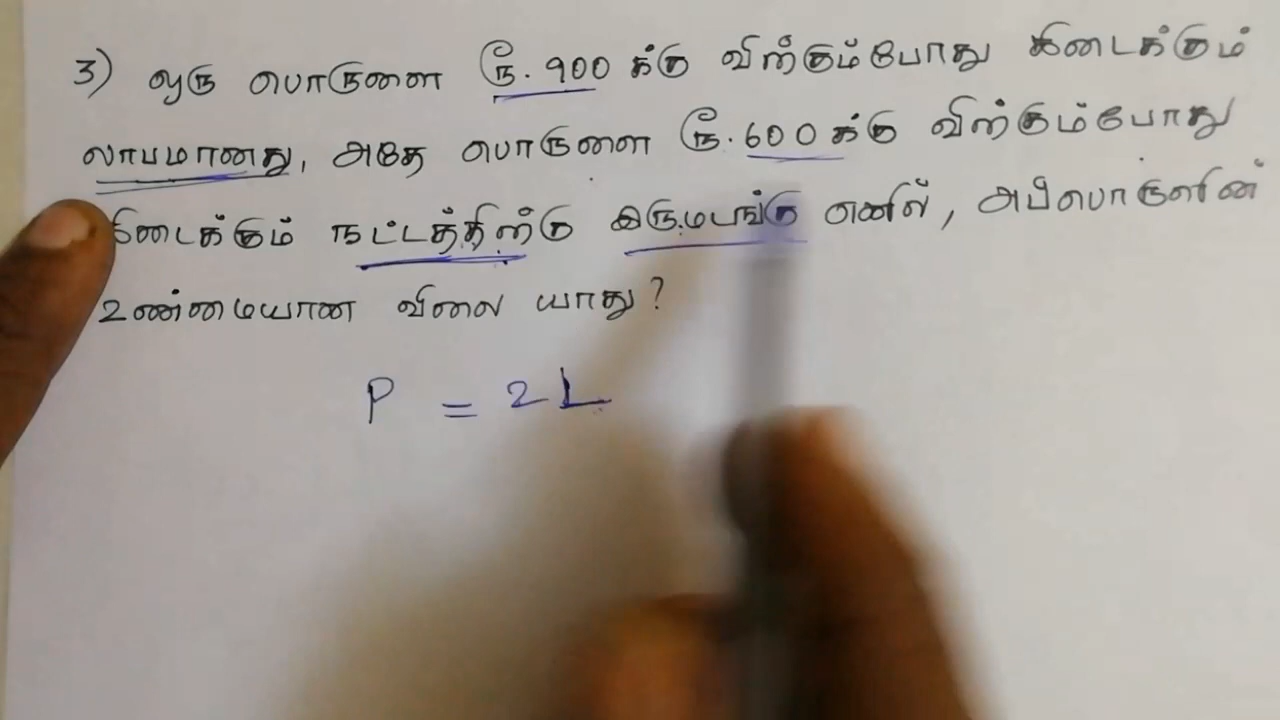 3) ஒரு பொருளை ரூ. 900 க்கு விற்கும்போது கிடைக்கும்
லாபமானது, அதே பொருளை ரூ. 600 க்கு விற்கும்போது
கிடைக்கும் நட்டத்திற்கு இருமடங்கு எனில், அப்பொருளின்
உண்மையான விலை யாது?
P = 2L